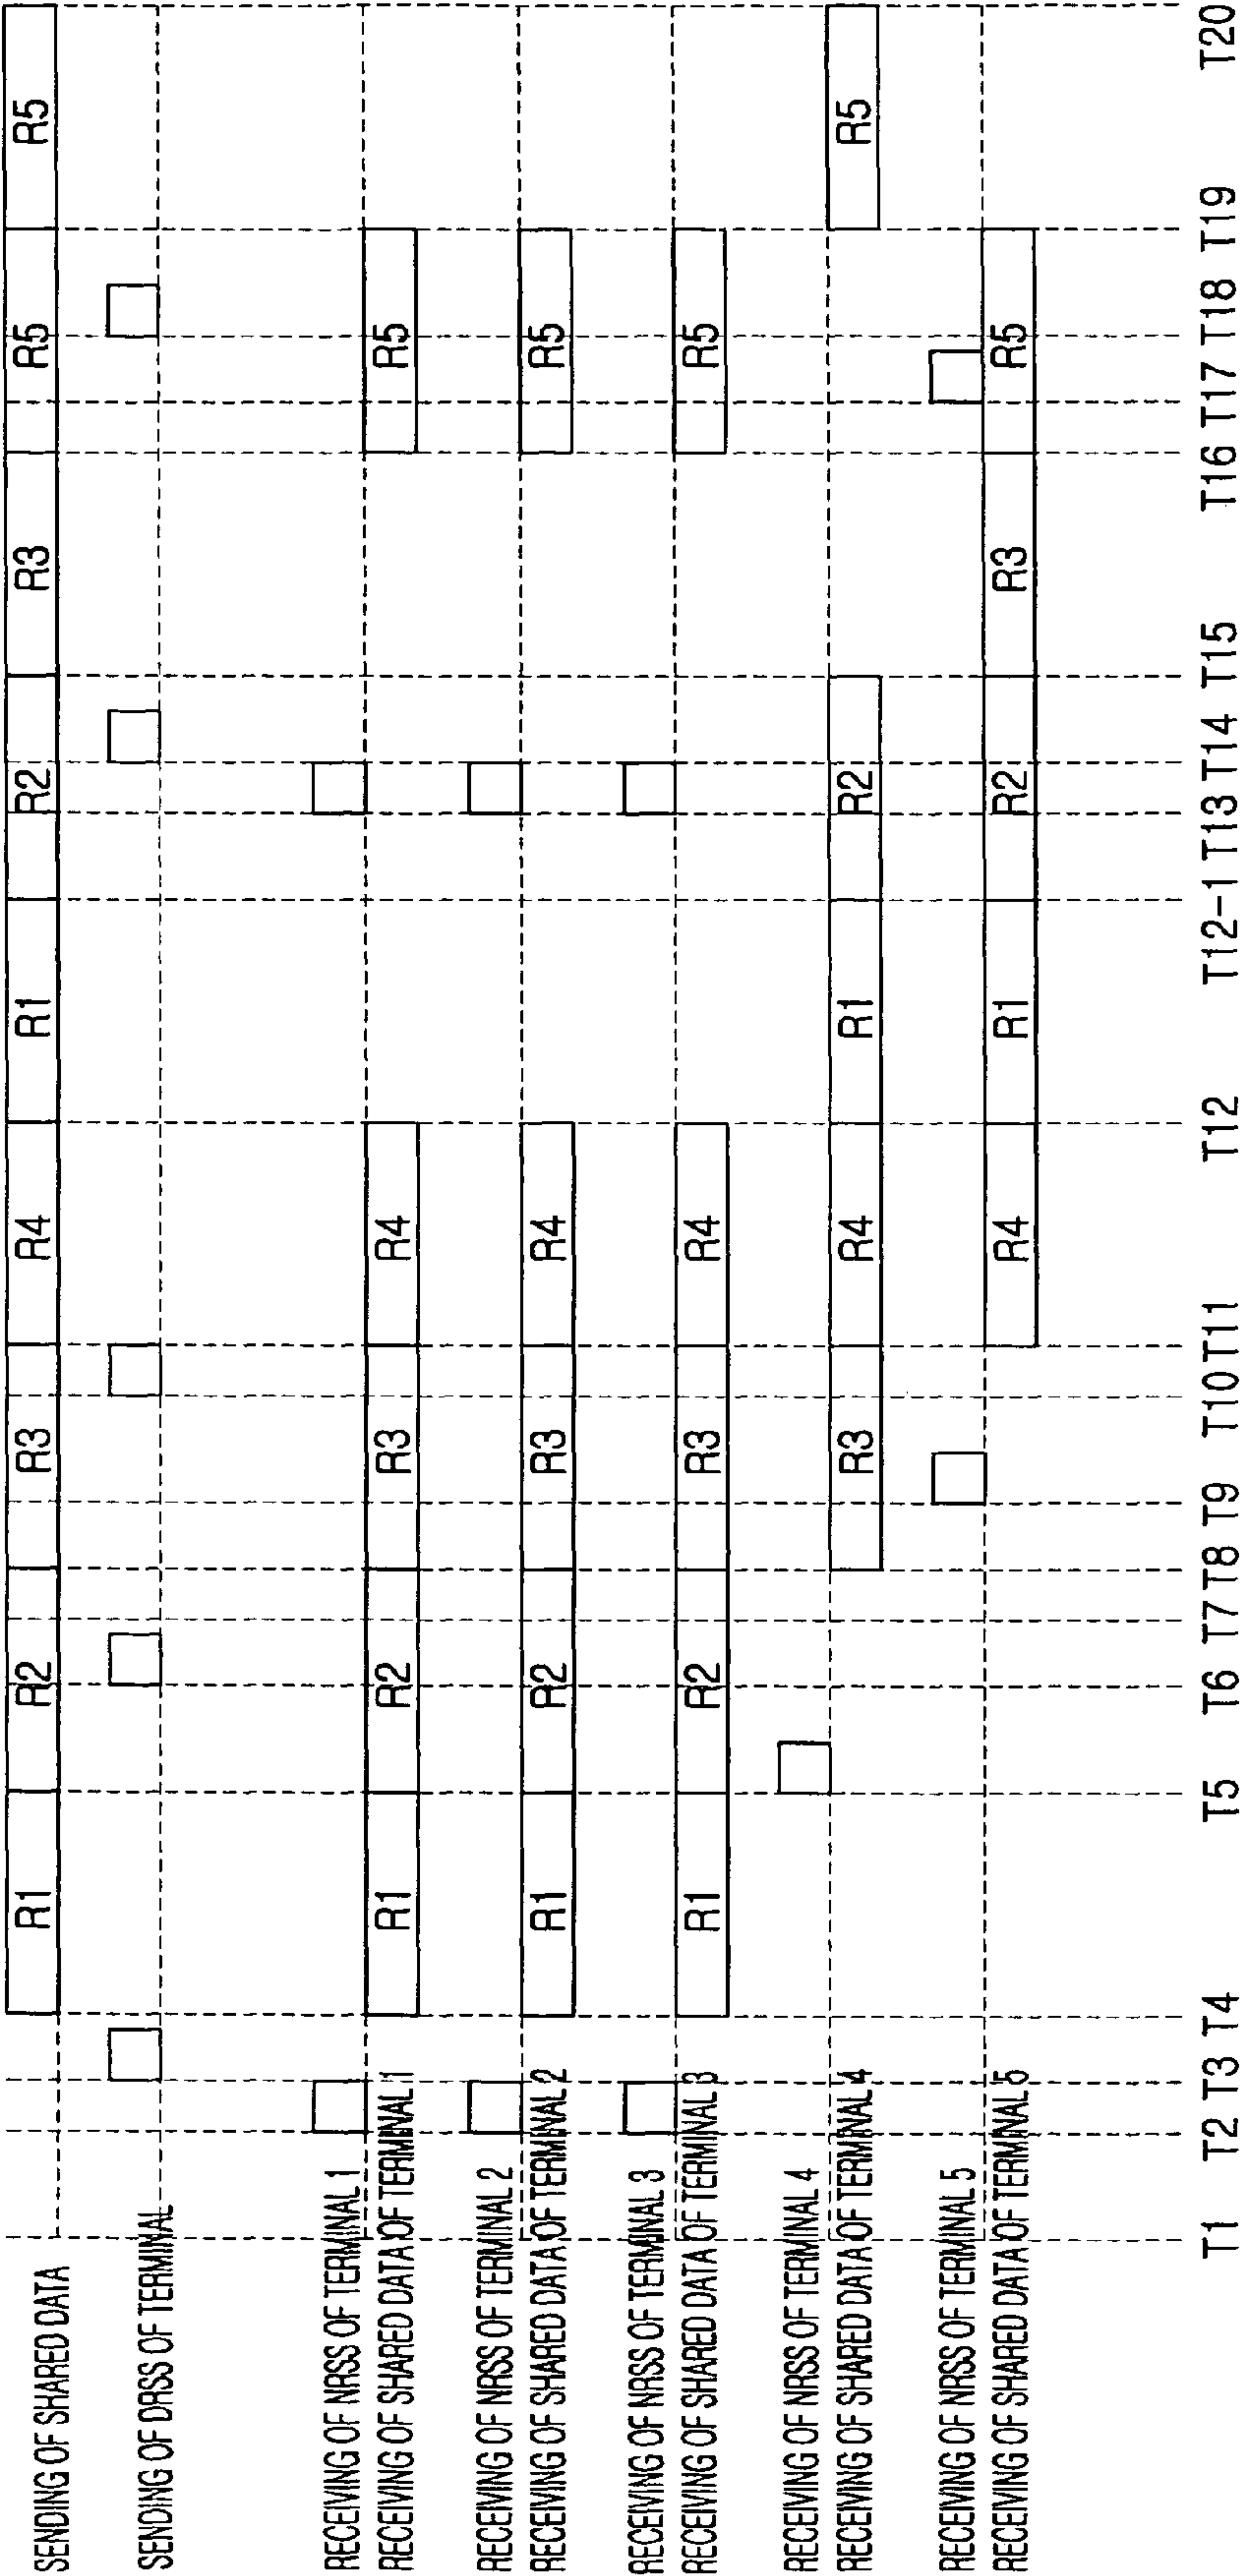 SENDING OF SHARED DATA
R1 R2 R3 R4 R1 R2 R3 R5 R5
SENDING OF DRSS OF TERMINAL
RECEIVING OF NRSS OF TERMINAL 1
RECEIVING OF SHARED DATA OF TERMINAL 1
R1 R2 R3 R4 R5
RECEIVING OF NRSS OF TERMINAL 2
RECEIVING OF SHARED DATA OF TERMINAL 2
R1 R2 R3 R4 R5
RECEIVING OF NRSS OF TERMINAL 3
RECEIVING OF SHARED DATA OF TERMINAL 3
R1 R2 R3 R4 R5
RECEIVING OF NRSS OF TERMINAL 4
RECEIVING OF SHARED DATA OF TERMINAL 4
R3 R4 R1 R2 R5
RECEIVING OF NRSS OF TERMINAL 5
RECEIVING OF SHARED DATA OF TERMINAL 5
R4 R1 R2 R3 R5
T1 T2 T3 T4 T5 T6 T7 T8 T9 T10 T11 T12 T12-1 T13 T14 T15 T16 T17 T18 T19 T20